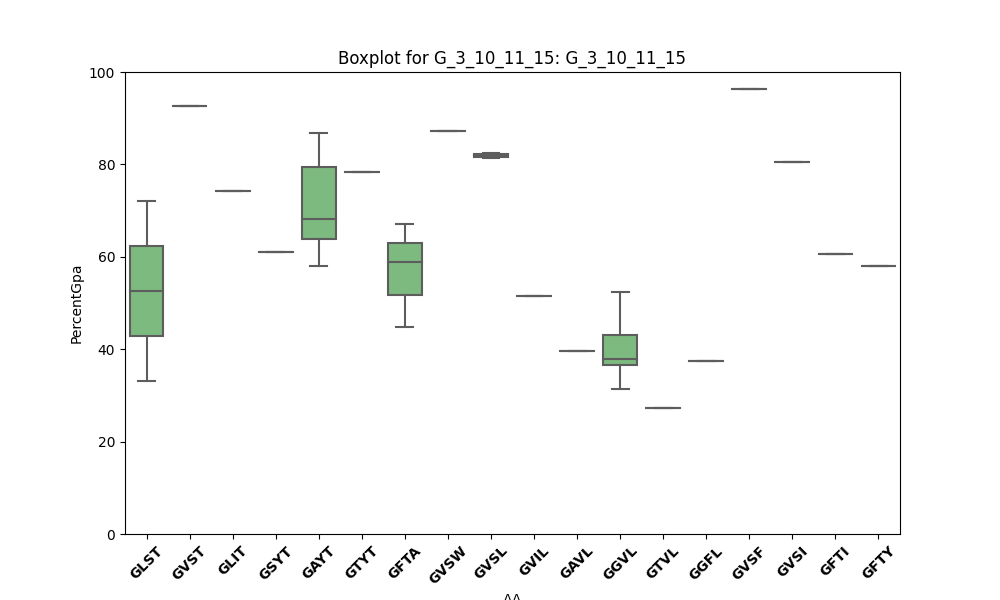 Boxplot for G_3_10_11_15: G_3_10_11_15
100
80
60
40
20
0
PercentGpa
GLST GVST GLIT GSYT GAYT GTYT GFTA GVSW GVSL GVIL GAVL GGVL GTVL GGFL GVSF GVSI GFTI GFTY
AA